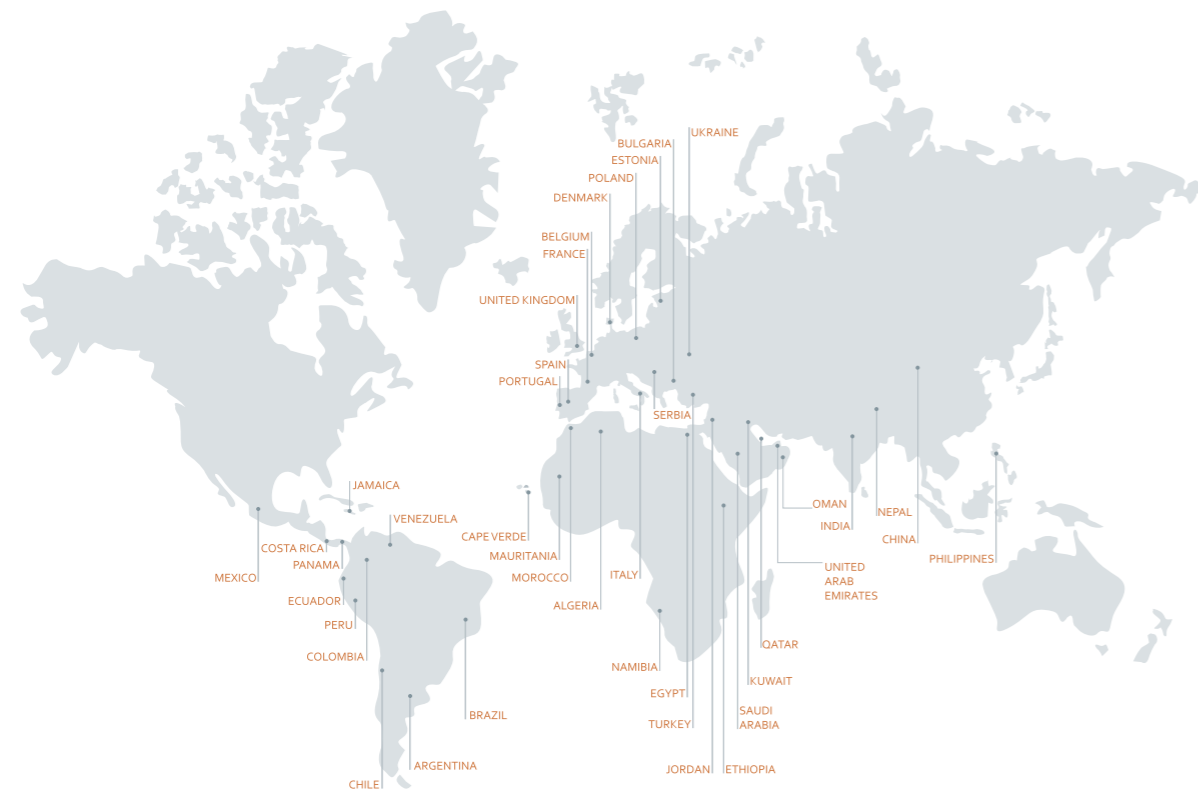 UKRAINE
BULGARIA
ESTONIA
POLAND
DENMARK
BELGIUM
FRANCE
UNITED KINGDOM
SPAIN
PORTUGAL
SERBIA
JAMAICA
VENEZUELA
OMAN
NEPAL
INDIA
CAPE VERDE
CHINA
COSTA RICA
MAURITANIA
PHILIPPINES
PANAMA
MEXICO
MOROCCO
ITALY
UNITED
ARAB
EMIRATES
ECUADOR
ALGERIA
PERU
QATAR
COLOMBIA
NAMIBIA
KUWAIT
EGYPT
SAUDI
ARABIA
BRAZIL
TURKEY
ARGENTINA
JORDAN
ETHIOPIA
CHILE